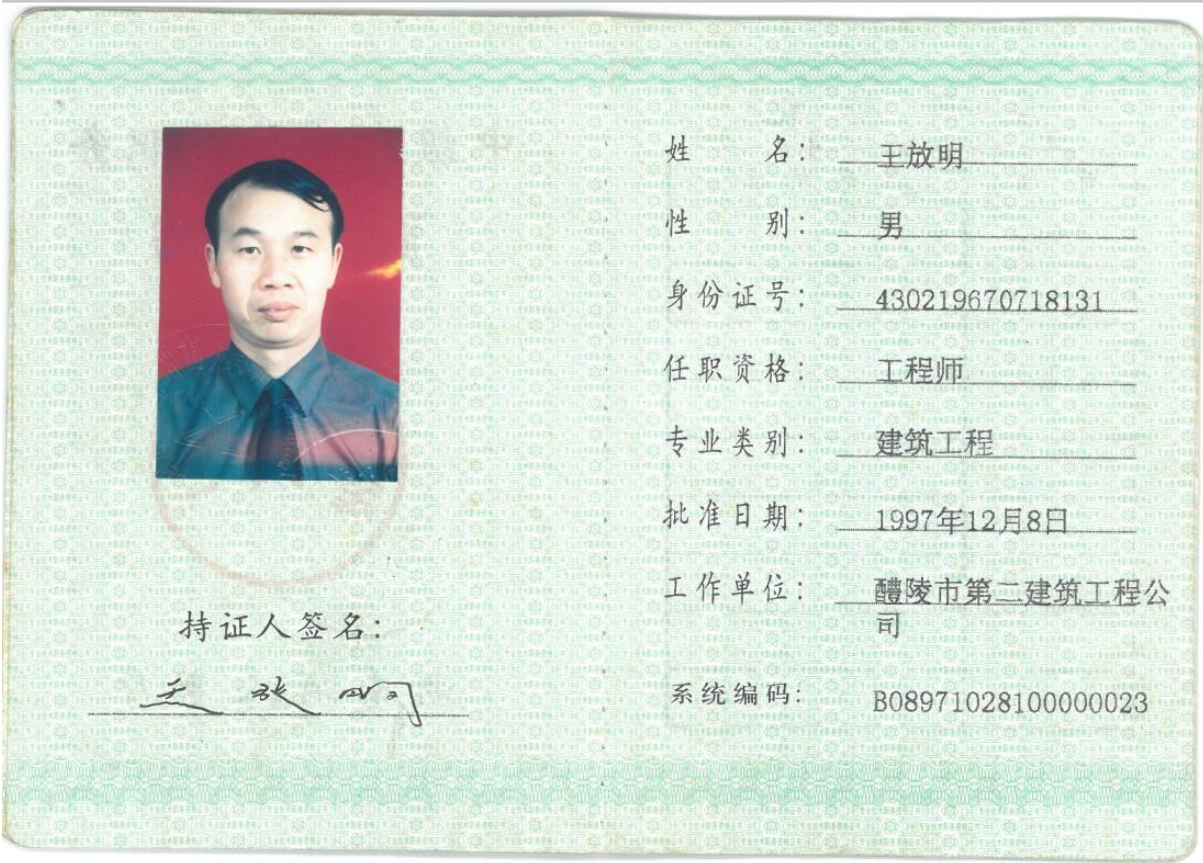 持证人签名:
王放明
姓 名: 王放明
性 别: 男
身份证号: 430219670718131
任职资格: 工程师
专业类别: 建筑工程
批准日期: 1997年12月8日
工作单位: 醴陵市第二建筑工程公
司
系统编码: B08971028100000023